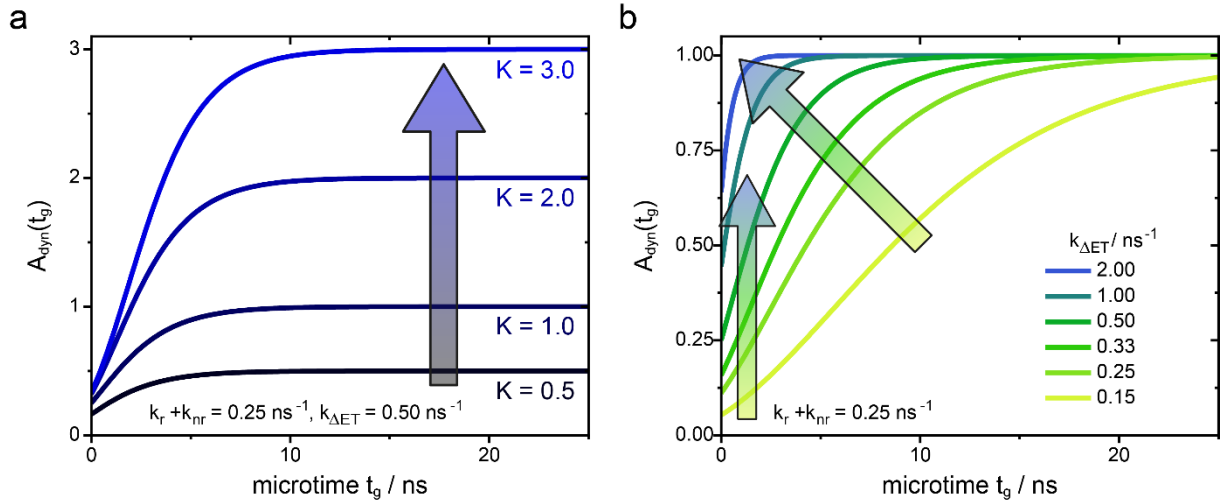 a
3
2
1
0
A_dyn(t_g)
K = 3.0
K = 2.0
K = 1.0
K = 0.5
k_r +k_nr = 0.25 ns⁻¹, k_ΔET = 0.50 ns⁻¹
0 10 20
microtime t_g / ns
b
1.00
0.75
0.50
0.25
0.00
A_dyn(t_g)
k_ΔET/ ns⁻¹
2.00
1.00
0.50
0.33
0.25
0.15
k_r +k_nr = 0.25 ns⁻¹
0 10 20
microtime t_g / ns